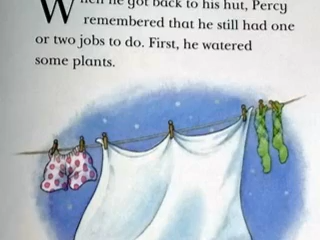 When he got back to his hut, Percy
remembered that he still had one
or two jobs to do. First, he watered
some plants.